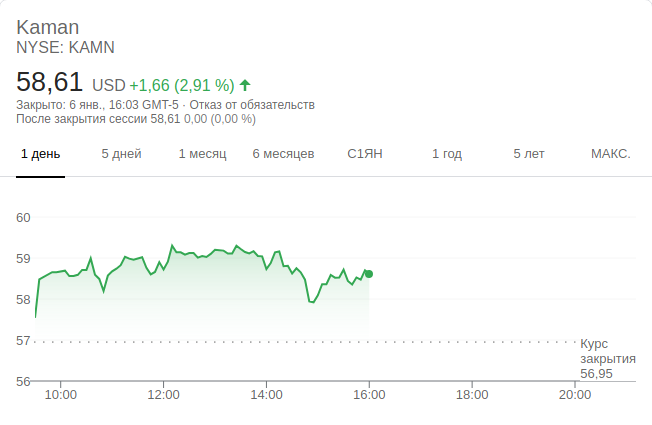 Kaman
NYSE: KAMN
58,61 USD +1,66 (2,91 %)
Закрыто: 6 янв., 16:03 GMT-5 · Отказ от обязательств
После закрытия сессии 58,61 0,00 (0,00 %)
1 день 5 дней 1 месяц 6 месяцев С1ЯН 1 год 5 лет МАКС.
60
59
58
57
Курс
закрытия
56,95
56
10:00 12:00 14:00 16:00 18:00 20:00